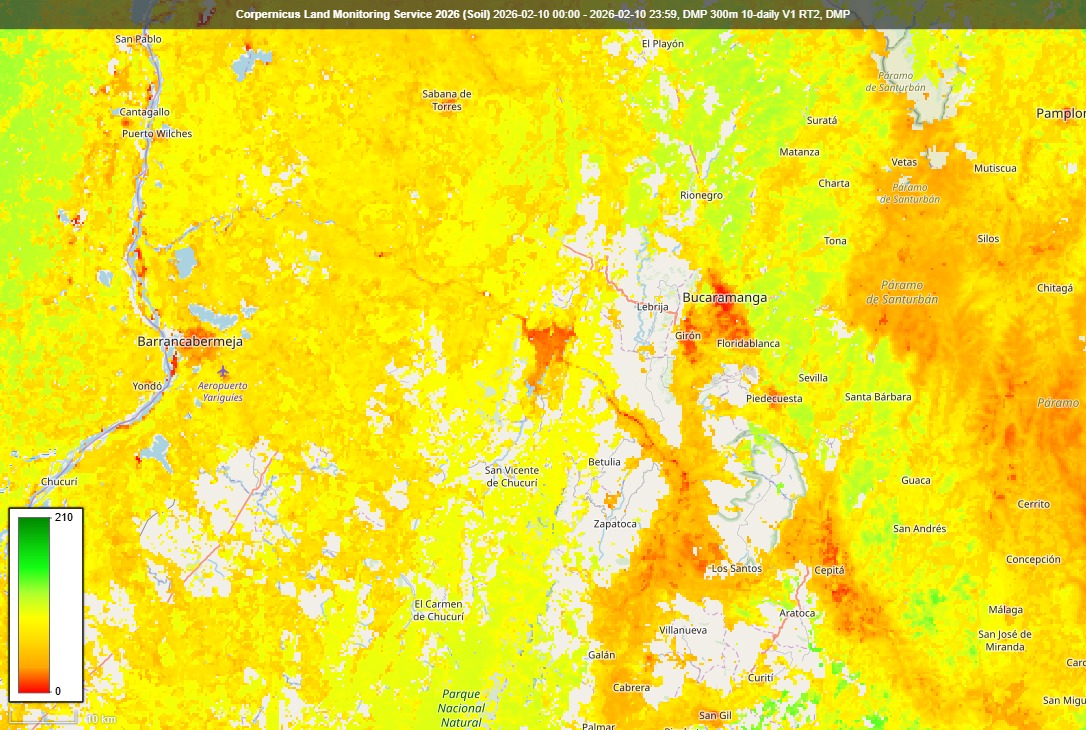 Corpernicus Land Monitoring Service 2026 (Soil) 2026-02-10 00:00 - 2026-02-10 23:59, DMP 300m 10-daily V1 RT2, DMP
San Pablo
El Playón
Páramo
de Santurbán
Sabana de
Torres
Cantagallo
Puerto Wilches
Suratá
Pamplon
Matanza
Vetas
Mutiscua
Charta
Páramo
de Santurbán
Rionegro
Tona
Silos
Páramo
de Santurbán
Chitagá
Bucaramanga
Lebrija
Girón
Floridablanca
Barrancabermeja
Yondó
Aeropuerto
Yariguíes
Sevilla
Santa Bárbara
Piedecuesta
Páramo
Betulia
San Vicente
de Chucurí
Chucurí
Guaca
Cerrito
Zapatoca
San Andrés
Concepción
Los Santos
Cepitá
El Carmen
de Chucurí
Aratoca
Málaga
Villanueva
San José de
Miranda
Galán
Curití
Cabrera
Parque
Nacional
Natural
San Gil
San Migu
Palmar
210
0
10 km